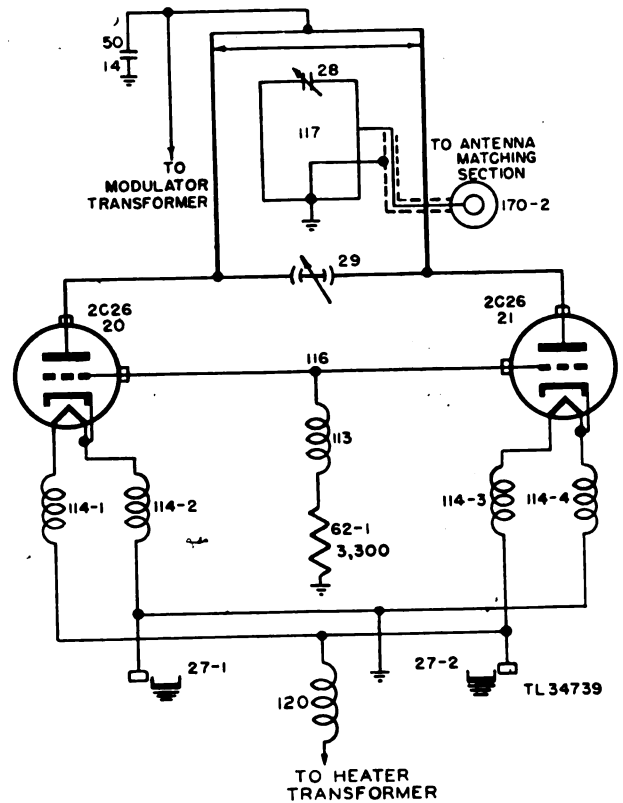 50
14
28
117
TO
MODULATOR
TRANSFORMER
TO ANTENNA
MATCHING
SECTION
170-2
29
2C26
20
2C26
21
116
113
114-1
114-2
114-3
114-4
62-1
3,300
27-1
27-2
TL34739
120
TO HEATER
TRANSFORMER